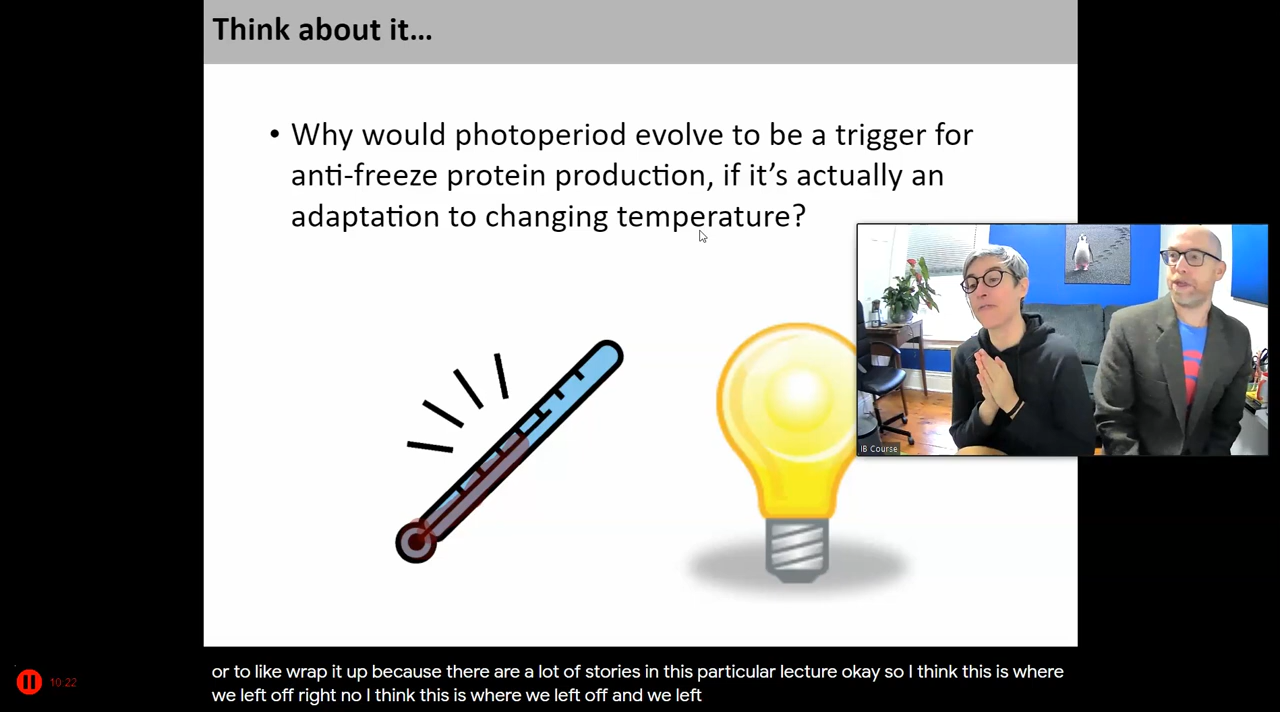 Think about it...
• Why would photoperiod evolve to be a trigger for
anti-freeze protein production, if it's actually an
adaptation to changing temperature?
IB Course
or to like wrap it up because there are a lot of stories in this particular lecture okay so I think this is where
we left off right no I think this is where we left off and we left
10:22